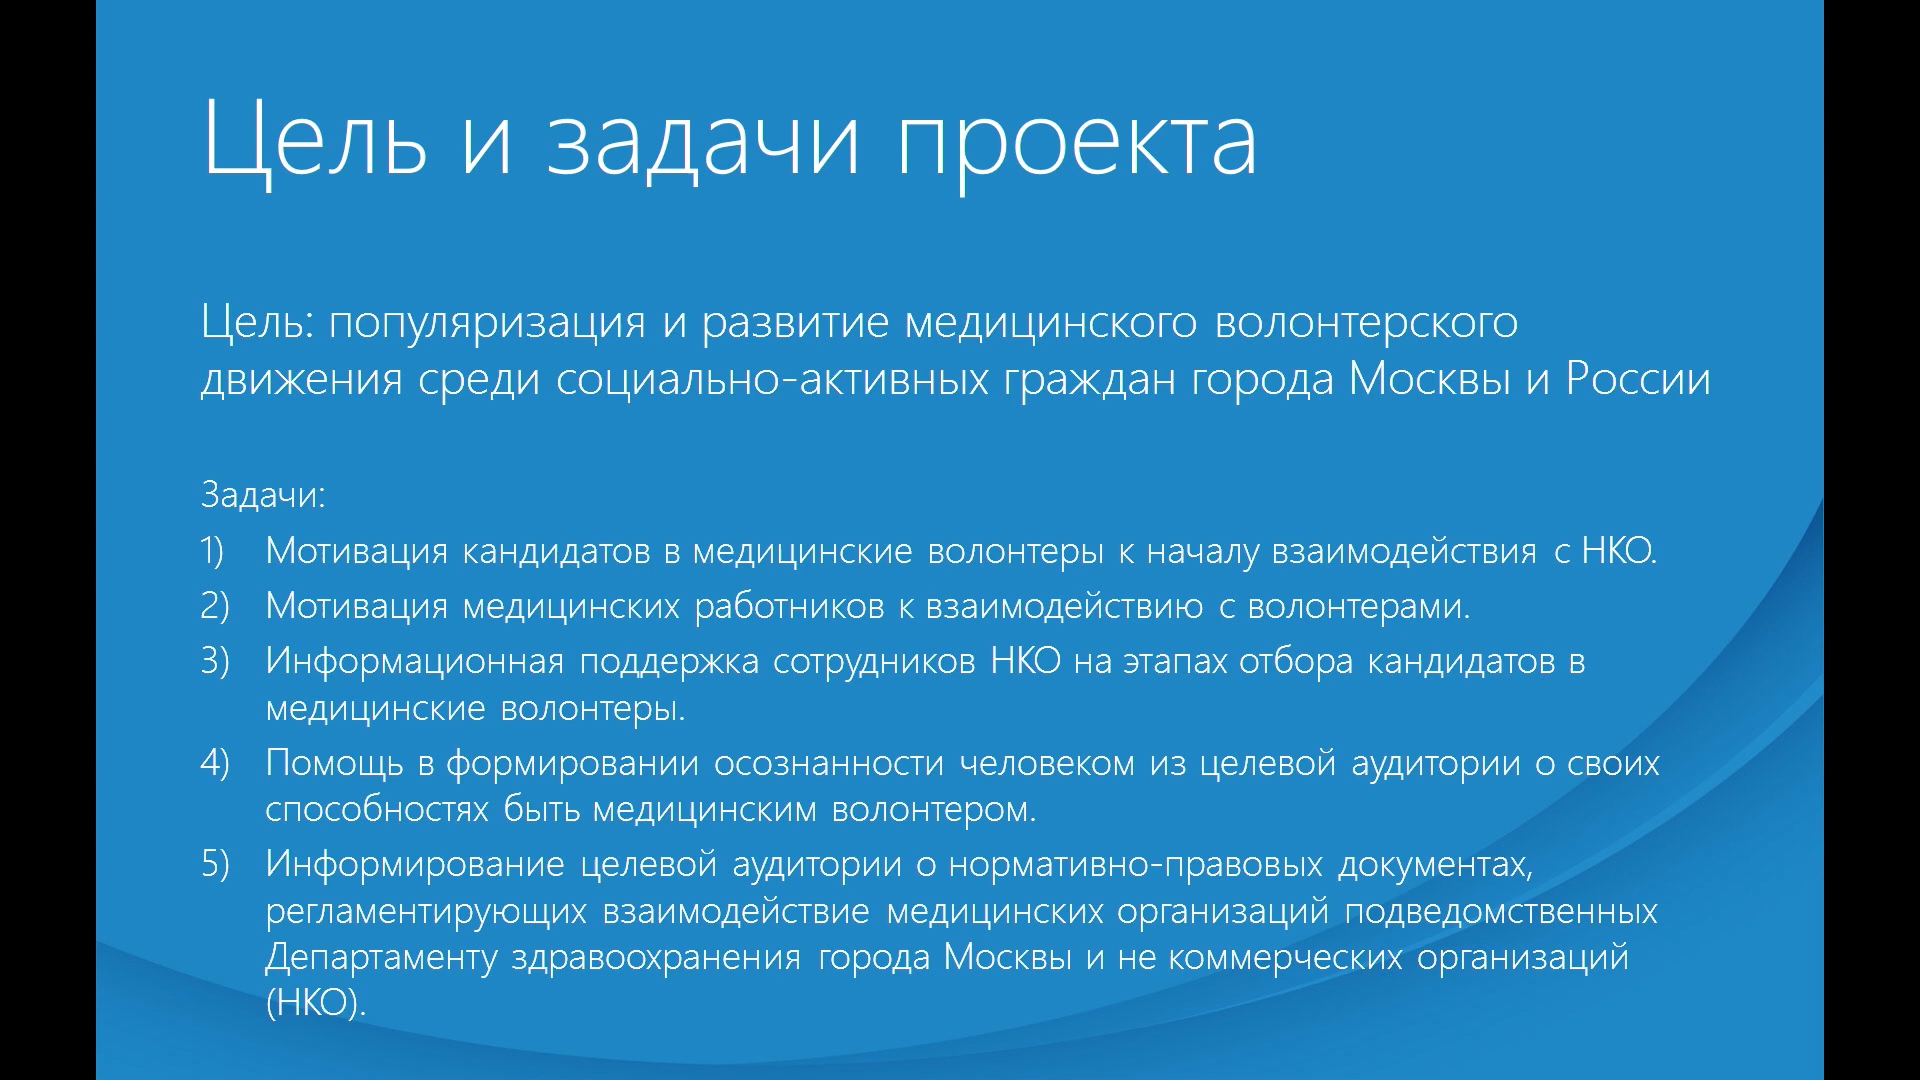 Цель и задачи проекта
Цель: популяризация и развитие медицинского волонтерского
движения среди социально-активных граждан города Москвы и России
Задачи:
1) Мотивация кандидатов в медицинские волонтеры к началу взаимодействия с НКО.
2) Мотивация медицинских работников к взаимодействию с волонтерами.
3) Информационная поддержка сотрудников НКО на этапах отбора кандидатов в
медицинские волонтеры.
4) Помощь в формировании осознанности человеком из целевой аудитории о своих
способностях быть медицинским волонтером.
5) Информирование целевой аудитории о нормативно-правовых документах,
регламентирующих взаимодействие медицинских организаций подведомственных
Департаменту здравоохранения города Москвы и не коммерческих организаций
(НКО).